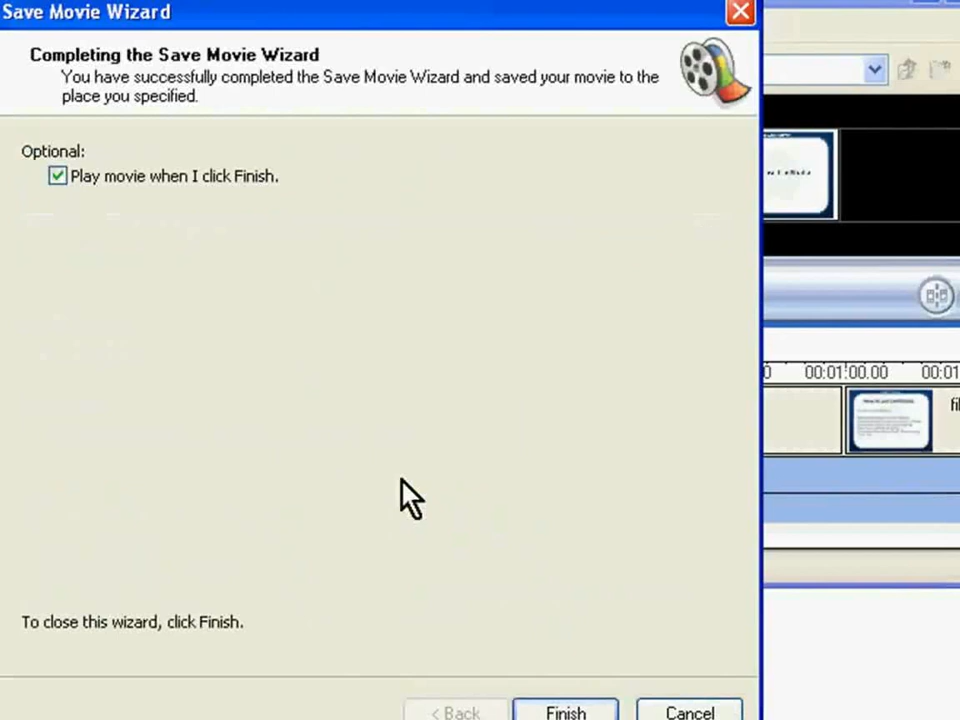 Save Movie Wizard
Completing the Save Movie Wizard
You have successfully completed the Save Movie Wizard and saved your movie to the
place you specified.
Optional:
Play movie when I click Finish.
00:01:00.00
00:01
To close this wizard, click Finish.
< Back
Finish
Cancel